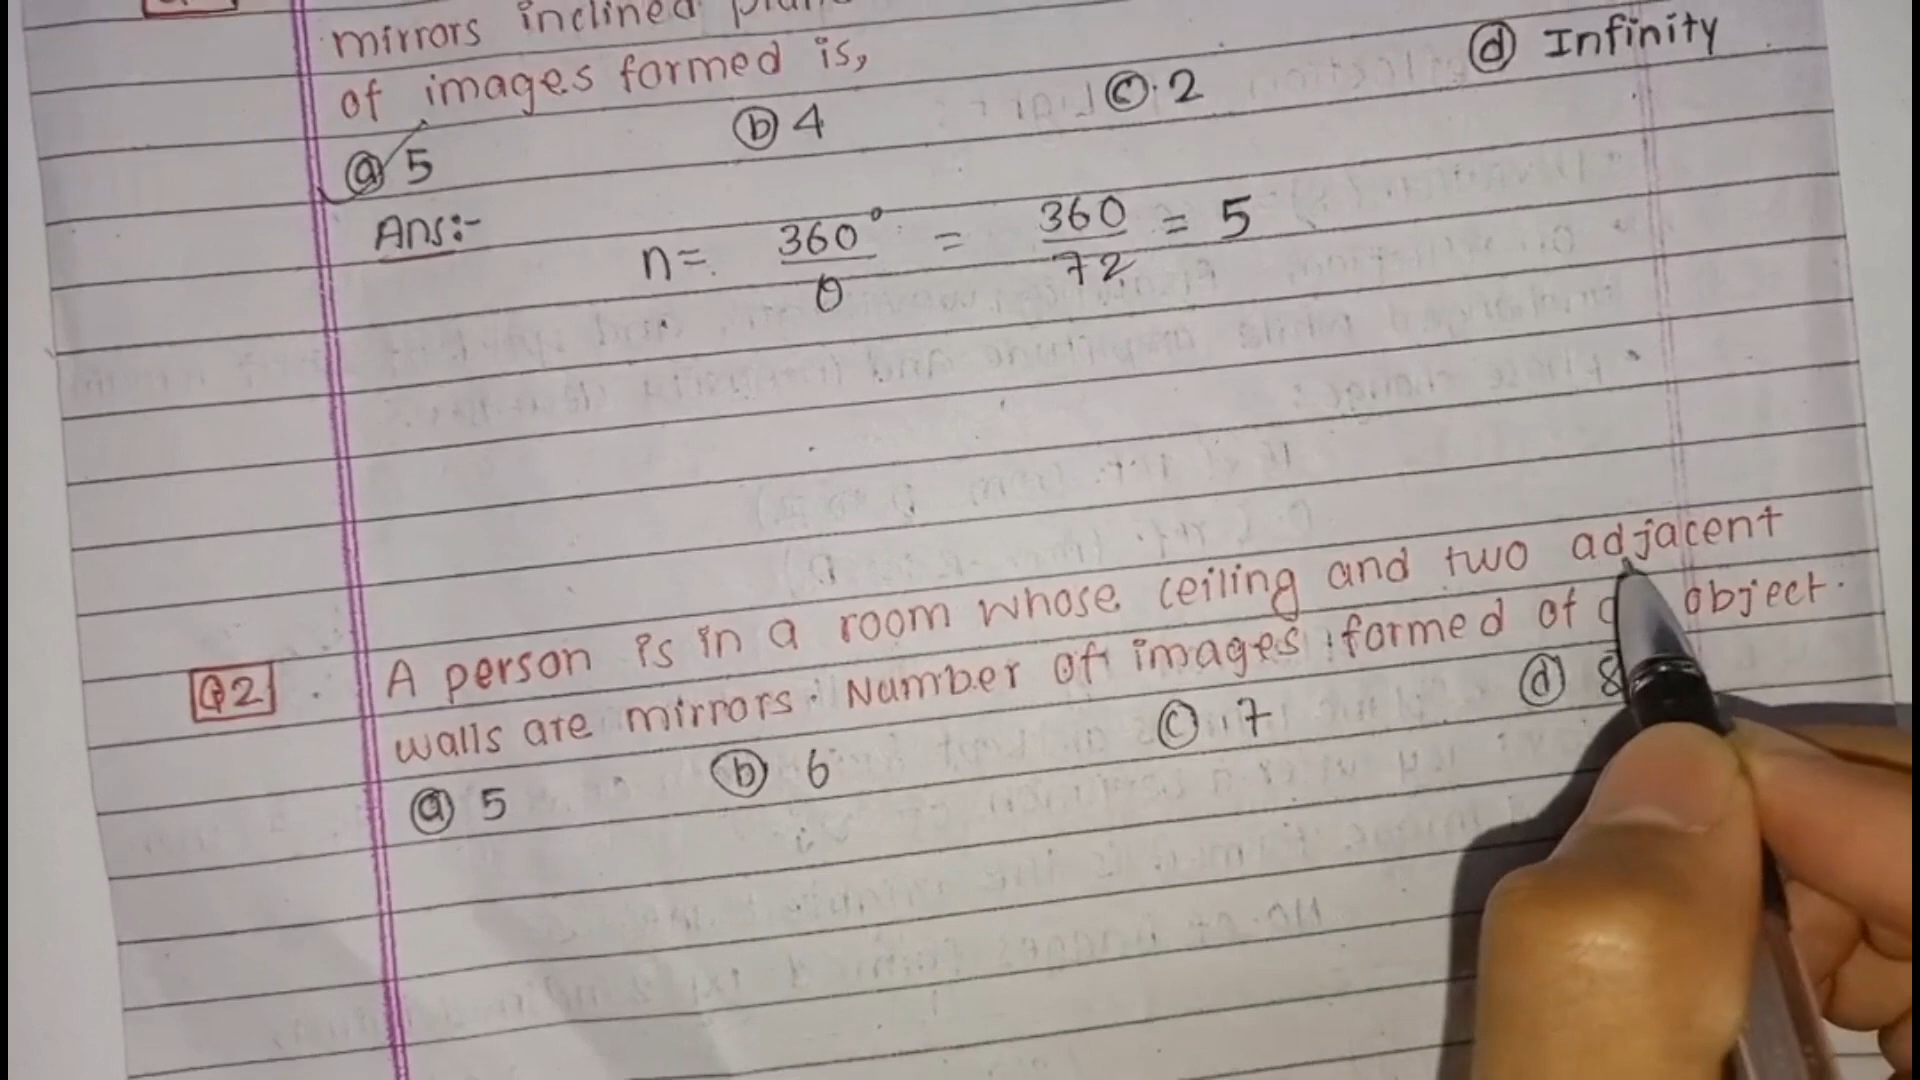 mirrors inclined
of images formed is,
(a) 5 (b) 4 (c) 2 (d) Infinity
Ans:-
n = 360° / θ = 360 / 72 = 5
Q2 A person is in a room whose ceiling and two adjacent
walls are mirrors. Number of images formed of object.
(a) 5 (b) 6 (c) 7 (d) 8